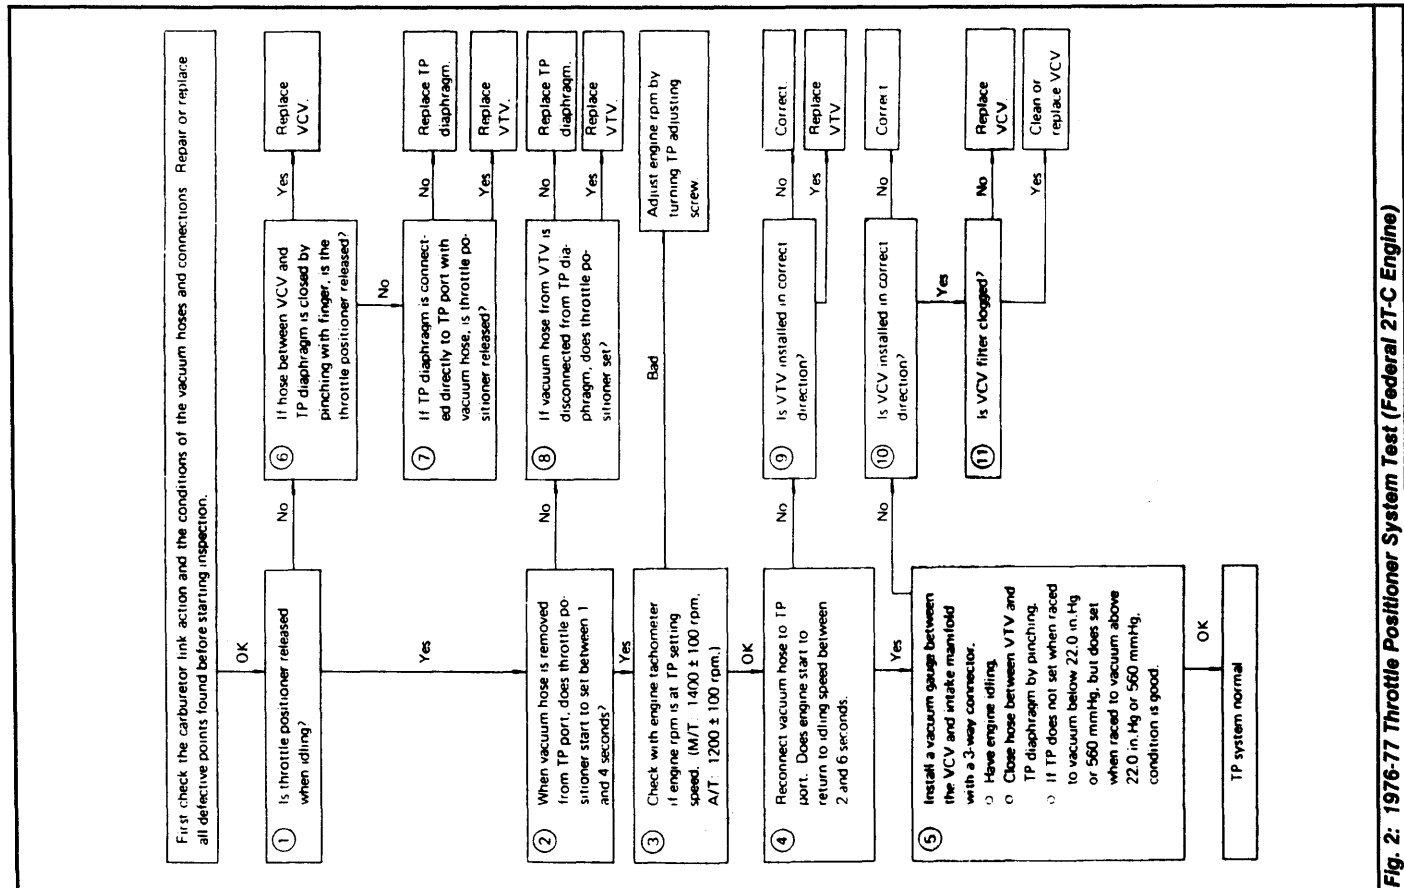 First check the carburetor link action and the conditions of the vacuum hoses and connections Repair or replace
all defective points found before starting inspection.
OK
1 Is throttle positioner released
when idling?
No
Yes
6 If hose between VCV and
TP diaphragm is closed by
pinching with finger, is the
throttle positioner released?
Yes
Replace
VCV.
No
7 If TP diaphragm is connect-
ed directly to TP port with
vacuum hose, is throttle po-
sitioner released?
No
Replace TP
diaphragm.
Yes
Replace
VTV.
2 When vacuum hose is removed
from TP port, does throttle po-
sitioner start to set between 1
and 4 seconds?
No
Yes
8 If vacuum hose from VTV is
disconnected from TP dia-
phragm, does throttle po-
sitioner set?
No
Replace TP
diaphragm.
Yes
Replace
VTV.
3 Check with engine tachometer
if engine rpm is at TP setting
speed. (M/T: 1400 ± 100 rpm,
A/T: 1200 ± 100 rpm.)
Bad
Adjust engine rpm by
turning TP adjusting
screw.
OK
4 Reconnect vacuum hose to TP
port. Does engine start to
return to idling speed between
2 and 6 seconds.
No
Yes
9 Is VTV installed in correct
direction?
No
Correct.
Yes
Replace
VTV
5 Install a vacuum gauge between
the VCV and intake manifold
with a 3-way connector.
o Have engine idling.
o Close hose between VTV and
TP diaphragm by pinching.
o If TP does not set when raced
to vacuum below 22.0 in.Hg
or 560 mmHg, but does set
when raced to vacuum above
22.0 in.Hg or 560 mmHg,
condition is good.
No
10 Is VCV installed in correct
direction?
No
Correct
Yes
11 Is VCV filter clogged?
No
Replace
VCV.
Yes
Clean or
replace VCV
OK
TP system normal
Fig. 2: 1976-77 Throttle Positioner System Test (Federal 2T-C Engine)